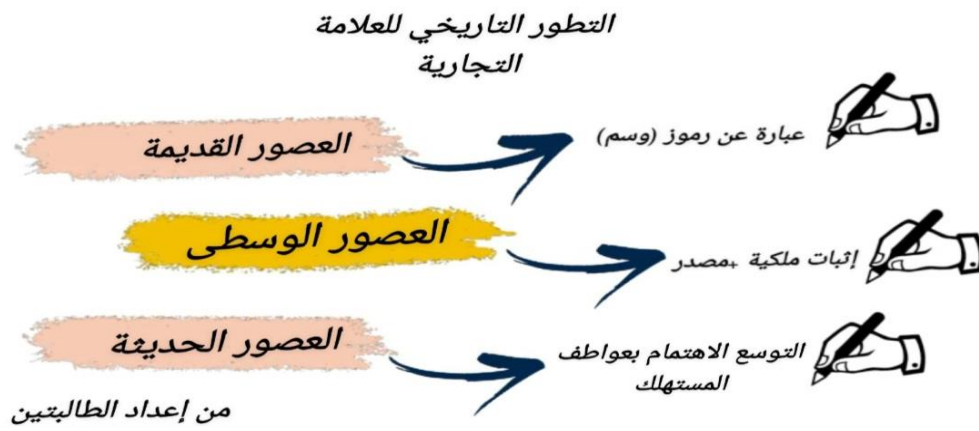 التطور التاريخي للعلامة
التجارية
العصور القديمة
عبارة عن رموز (وسم)
العصور الوسطى
إثبات ملكية +مصدر
العصور الحديثة
التوسع الاهتمام بعواطف
المستهلك
من إعداد الطالبتين